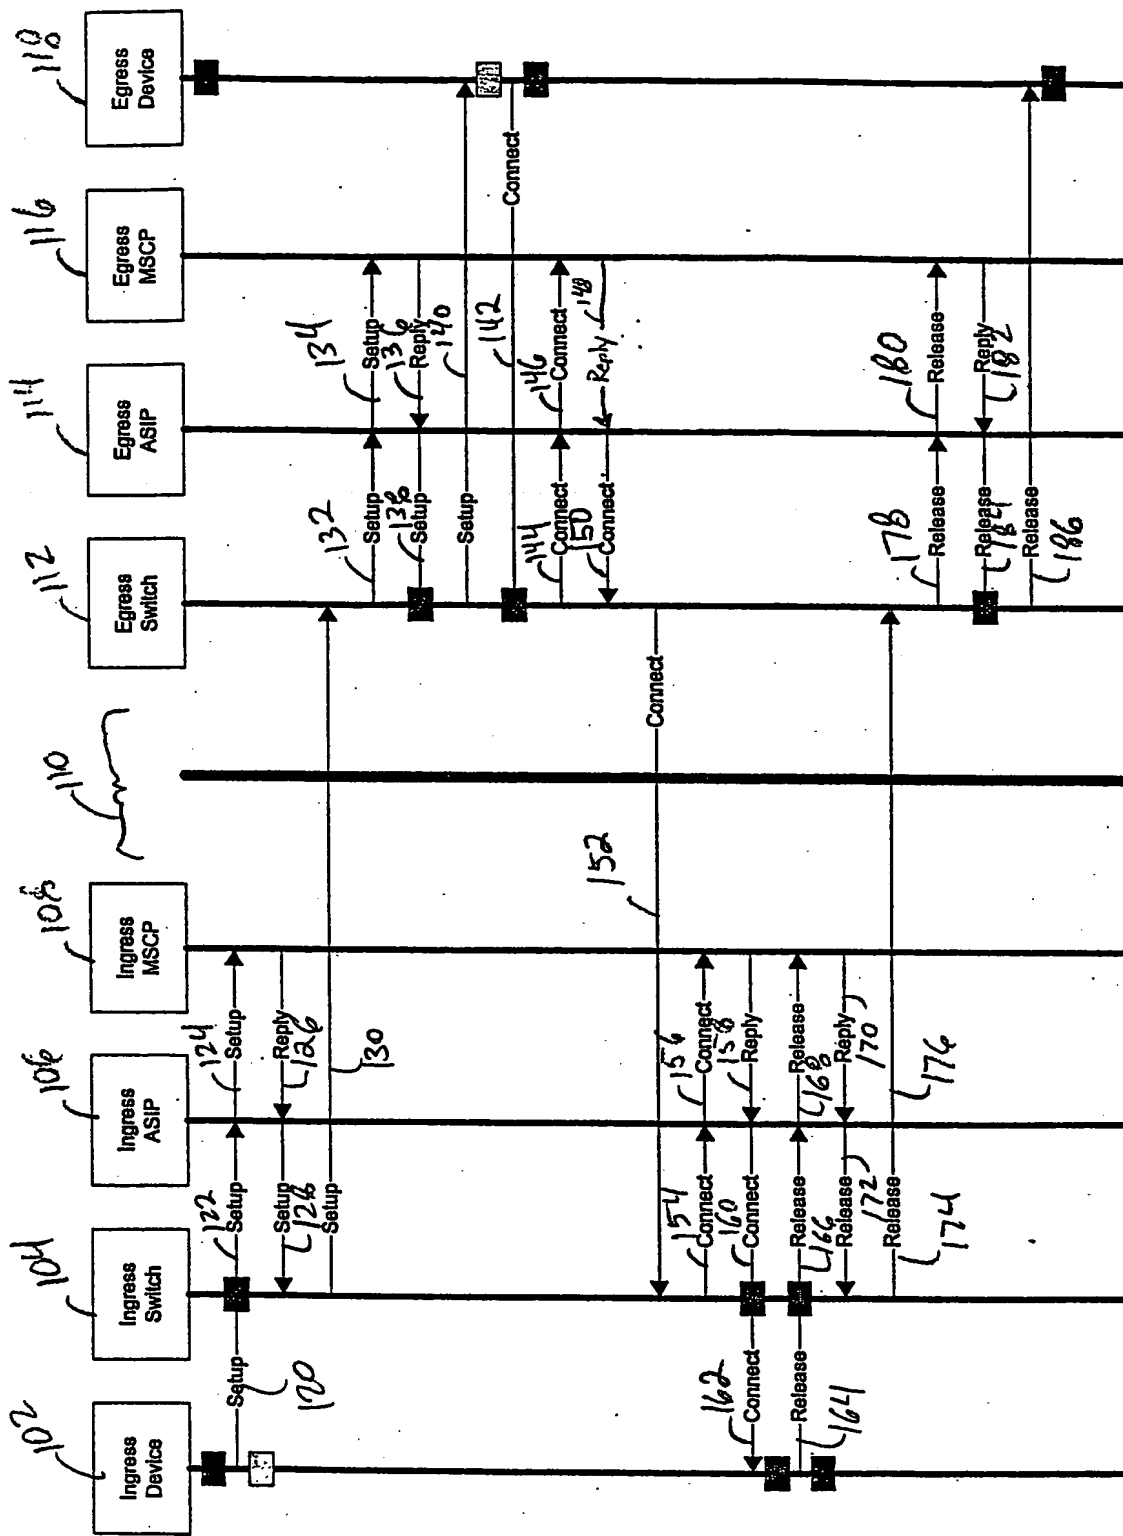 102
104
106
108
110
112
114
116
118
Ingress
Device
Ingress
Switch
Ingress
ASIP
Ingress
MSCP
Egress
Switch
Egress
ASIP
Egress
MSCP
Egress
Device
122
124
Setup
Setup
Setup
120
Setup
128
Reply
126
Setup
130
132
134
Setup
Setup
138
Setup
136
Reply
140
Setup
142
Connect
144
146
Connect
Connect
150
Connect
Reply
148
Connect
152
154
156
Connect
Connect
162
Connect
160
Connect
158
Reply
Release
164
Release
166
Release
168
Release
172
Reply
170
Release
174
176
178
180
Release
Release
Release
184
Reply
182
Release
186